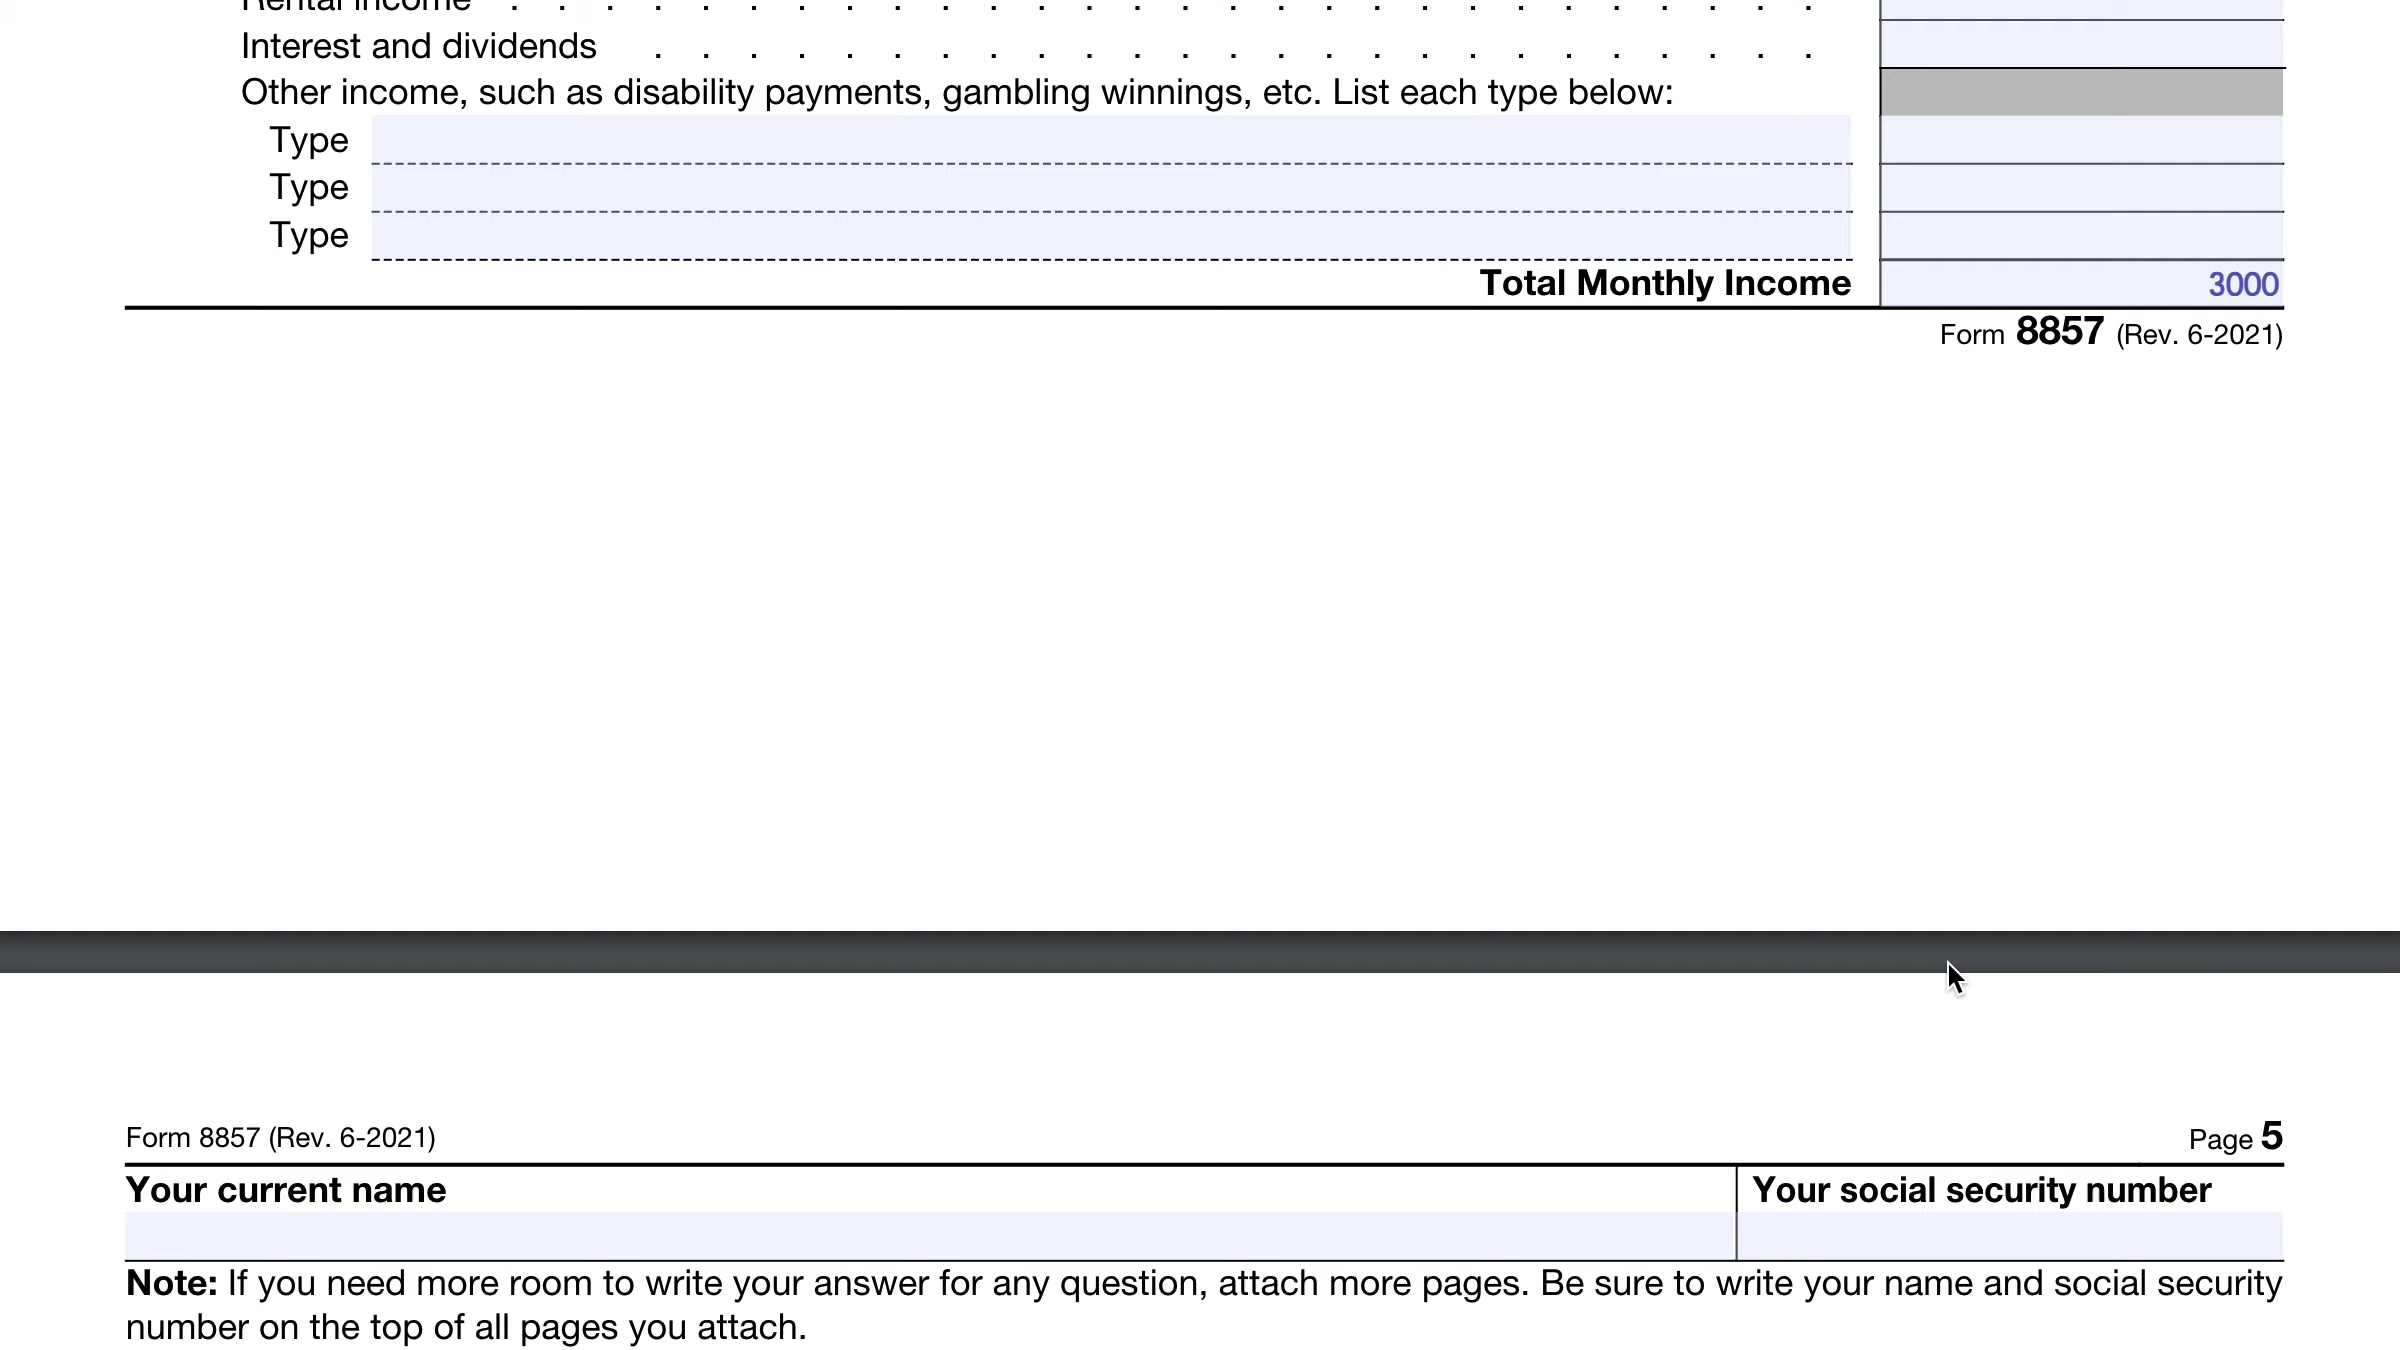 Rental income . . . . . . . . . . . . . . . . . . . . . . . . . . . .
Interest and dividends . . . . . . . . . . . . . . . . . . . . . . . . .
Other income, such as disability payments, gambling winnings, etc. List each type below:
Type
Type
Type
Total Monthly Income 3000
Form 8857 (Rev. 6-2021)
Form 8857 (Rev. 6-2021) Page 5
Your current name Your social security number
Note: If you need more room to write your answer for any question, attach more pages. Be sure to write your name and social security
number on the top of all pages you attach.